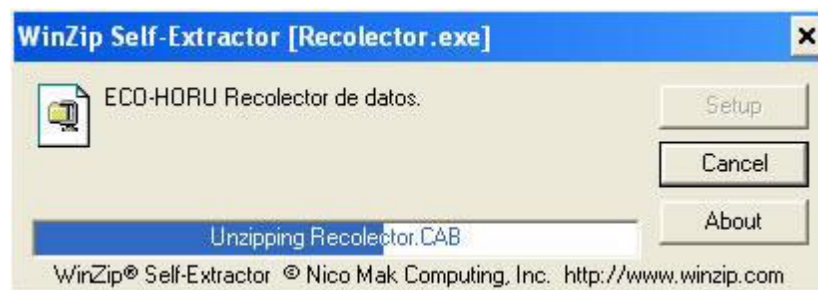 WinZip Self-Extractor [Recolector.exe]
ECO-HORU Recolector de datos.
Setup
Cancel
About
Unzipping Recolector.CAB
WinZip® Self-Extractor © Nico Mak Computing, Inc. http://www.winzip.com